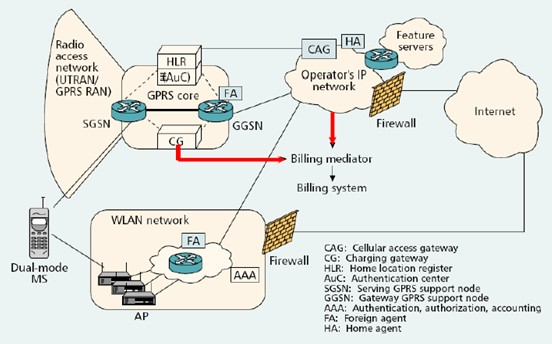 Radio
access
network
(UTRAN/
GPRS RAN)
HLR
(AuC)
GPRS core
FA
SGSN
GGSN
CG
CAG
HA
Feature
servers
Operator's IP
network
Firewall
Internet
Billing mediator
Billing system
WLAN network
FA
AAA
Firewall
Dual-mode
MS
AP
CAG: Cellular access gateway
CG: Charging gateway
HLR: Home location register
AuC: Authentication center
SGSN: Serving GPRS support node
GGSN: Gateway GPRS support node
AAA: Authentication, authorization, accounting
FA: Foreign agent
HA: Home agent